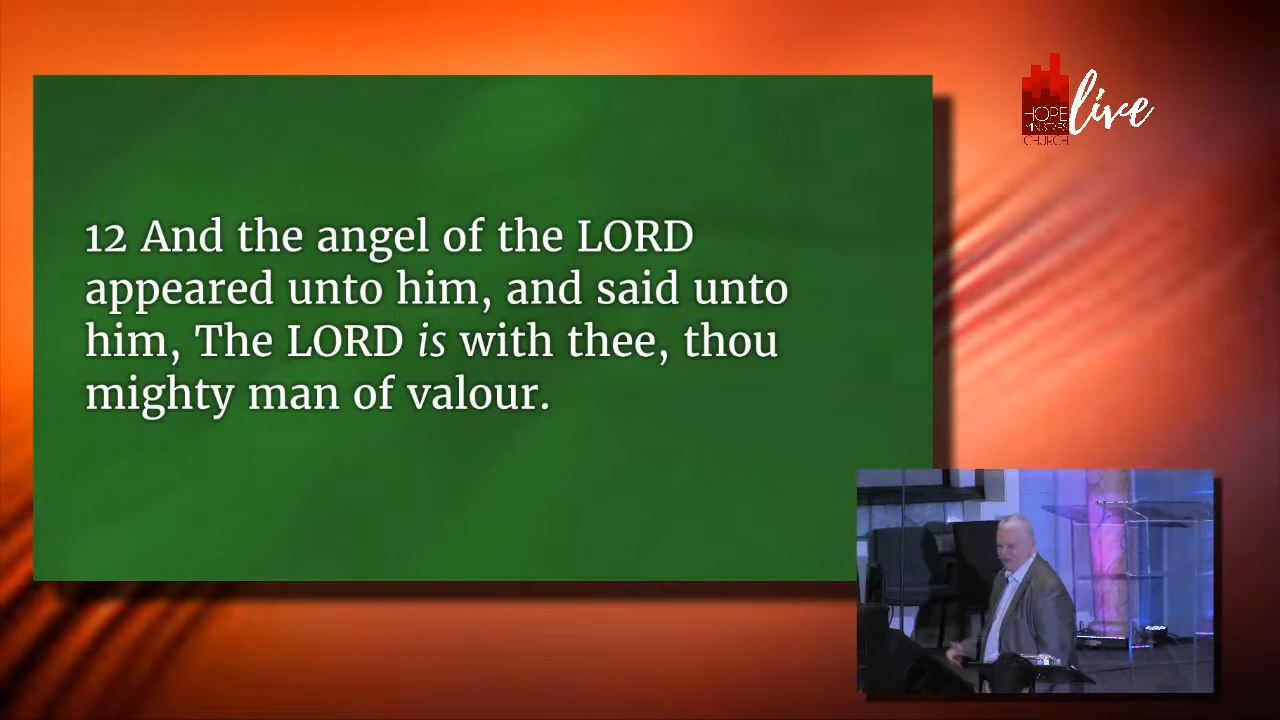 12 And the angel of the LORD
appeared unto him, and said unto
him, The LORD is with thee, thou
mighty man of valour.
HOPE
MINISTRIES
CHURCH
live